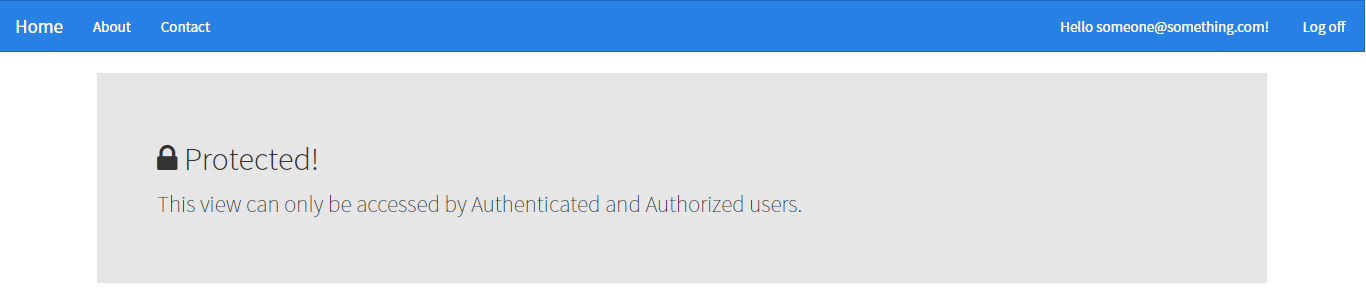 Home About Contact Hello someone@something.com! Log off
Protected!
This view can only be accessed by Authenticated and Authorized users.